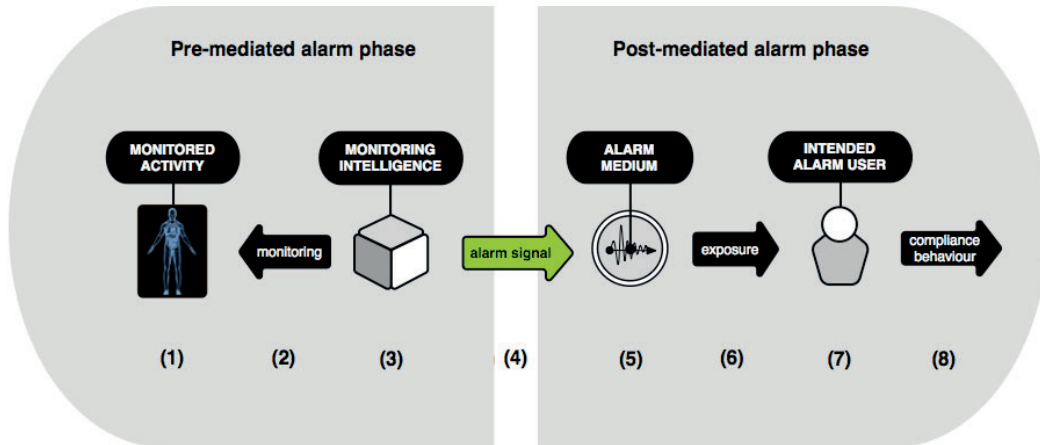 Pre-mediated alarm phase
Post-mediated alarm phase
MONITORED
ACTIVITY
MONITORING
INTELLIGENCE
ALARM
MEDIUM
INTENDED
ALARM USER
monitoring
alarm signal
exposure
compliance
behaviour
(1)
(2)
(3)
(4)
(5)
(6)
(7)
(8)